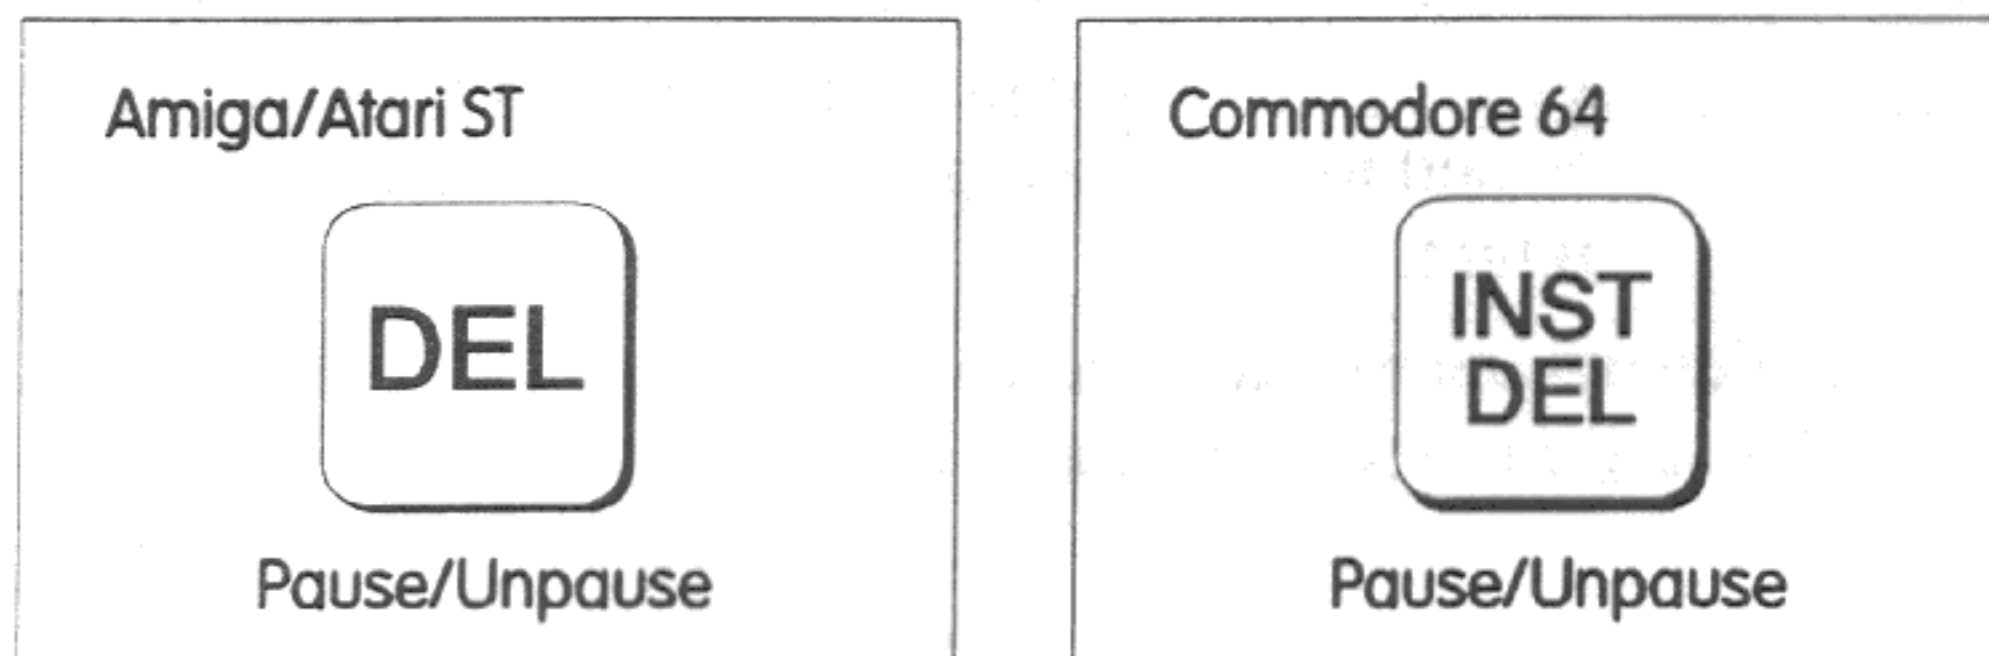 Amiga/Atari ST
DEL
Pause/Unpause
Commodore 64
INST
DEL
Pause/Unpause